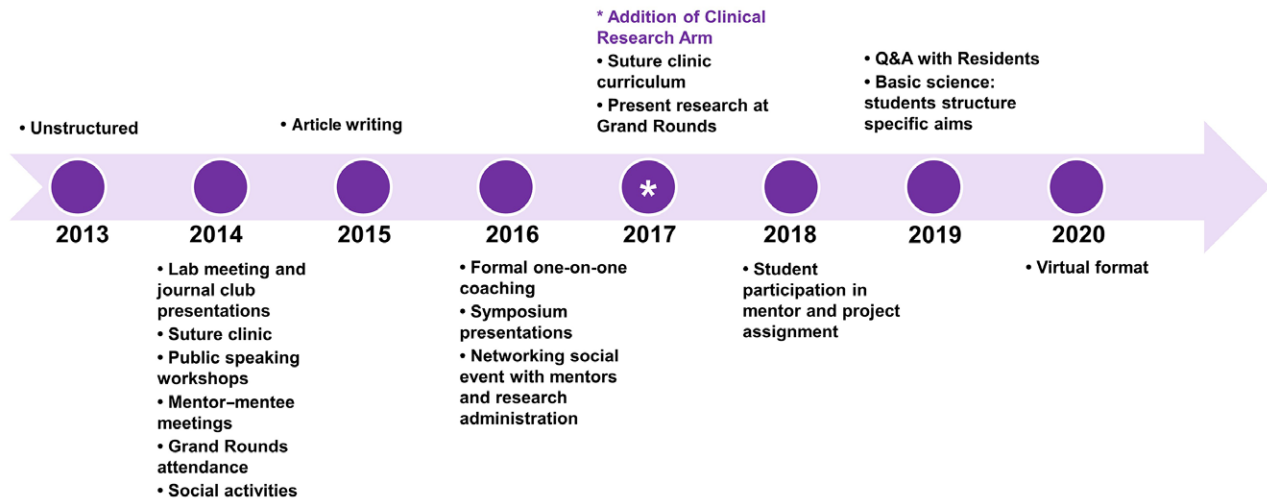 * Addition of Clinical
Research Arm
• Suture clinic
curriculum
• Present research at
Grand Rounds
• Q&A with Residents
• Basic science:
students structure
specific aims
• Unstructured
• Article writing
*
2013
2014
2015
2016
2017
2018
2019
2020
• Lab meeting and
journal club
presentations
• Suture clinic
• Public speaking
workshops
• Mentor–mentee
meetings
• Grand Rounds
attendance
• Social activities
• Formal one-on-one
coaching
• Symposium
presentations
• Networking social
event with mentors
and research
administration
• Student
participation in
mentor and project
assignment
• Virtual format